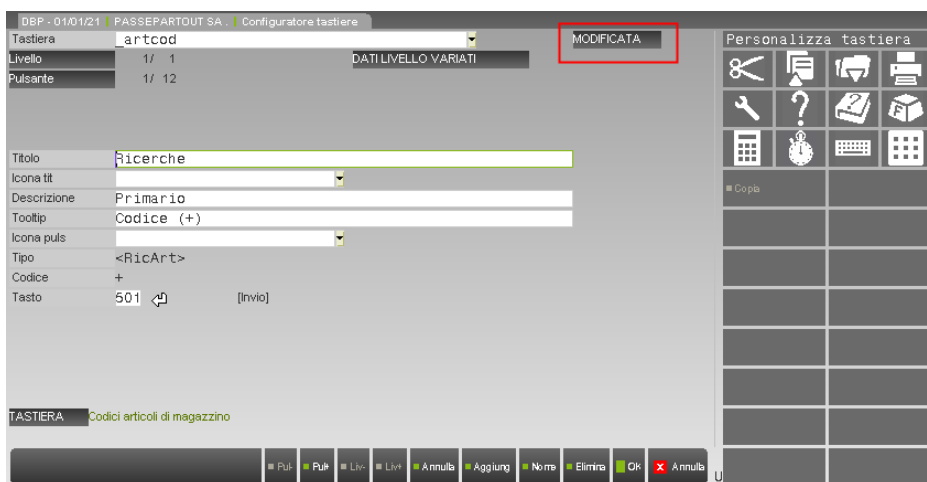 DBP - 01/01/21 PASSEPARTOUT SA . Configuratore tastiere
Tastiera _artcod MODIFICATA
Livello 1/ 1 DATI LIVELLO VARIATI
Pulsante 1/ 12
Titolo Ricerche
Icona tit
Descrizione Primario
Tooltip Codice (+)
Icona puls
Tipo <RicArt>
Codice +
Tasto 501 [Invio]
TASTIERA Codici articoli di magazzino
Pul- Pul+ Liv- Liv+ Annulla Aggiung Nome Elimina OK X Annulla U
Personalizza tastiera
Copia